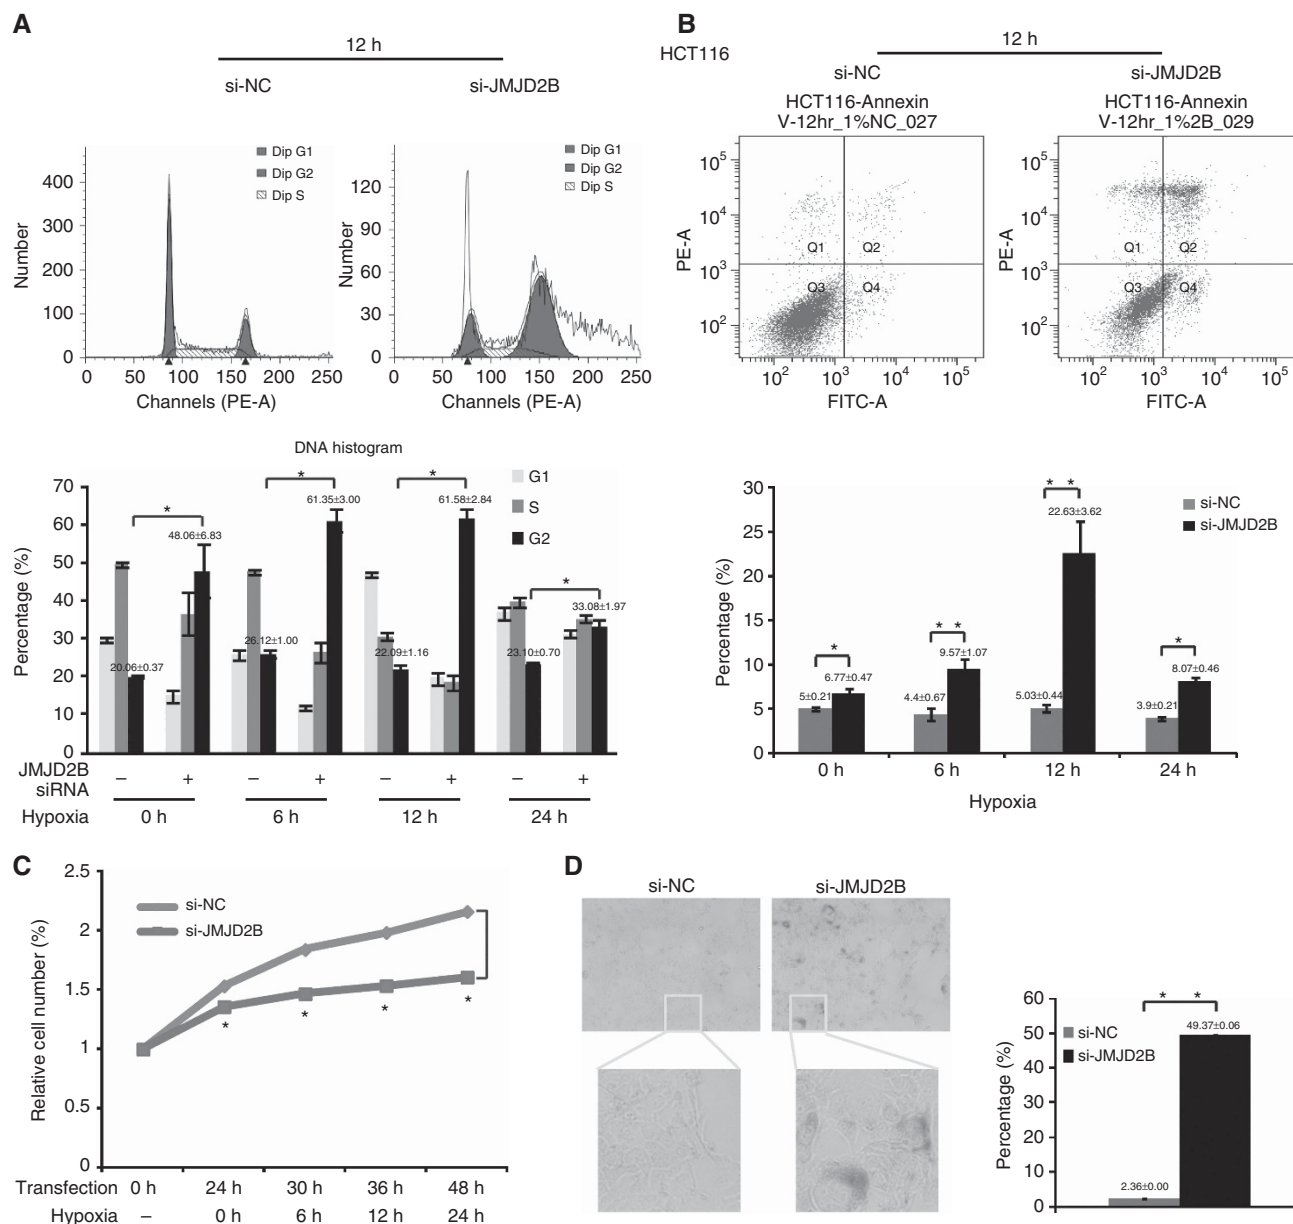 A
12 h
si-NC
si-JMJD2B
Number
400
300
200
100
0
0 50 100 150 200 250
Channels (PE-A)
Dip G1
Dip G2
Dip S
Number
120
90
60
30
0
0 50 100 150 200 250
Channels (PE-A)
Dip G1
Dip G2
Dip S
DNA histogram
Percentage (%)
70
60
50
40
30
20
10
0
G1
S
G2
*
*
*
*
20.06±0.37
48.06±6.83
26.12±1.00
61.35±3.00
22.09±1.16
61.58±2.84
23.10±0.70
33.08±1.97
JMJD2B
siRNA
– + – + – + – +
Hypoxia 0 h 6 h 12 h 24 h
B
HCT116
12 h
si-NC
si-JMJD2B
HCT116-Annexin
V-12hr_1%NC_027
PE-A
10⁵
10⁴
10³
10²
Q1 Q2
Q3 Q4
10² 10³ 10⁴ 10⁵
FITC-A
HCT116-Annexin
V-12hr_1%2B_029
PE-A
10⁵
10⁴
10³
10²
Q1 Q2
Q3 Q4
10² 10³ 10⁴ 10⁵
FITC-A
Percentage (%)
30
25
20
15
10
5
0
si-NC
si-JMJD2B
*
* *
* *
*
5±0.21
6.77±0.47
4.4±0.67
9.57±1.07
5.03±0.44
22.63±3.62
3.9±0.21
8.07±0.46
0 h 6 h 12 h 24 h
Hypoxia
C
Relative cell number (%)
2.5
2
1.5
1
0.5
0
si-NC
si-JMJD2B
* * * *
Transfection 0 h 24 h 30 h 36 h 48 h
Hypoxia – 0 h 6 h 12 h 24 h
D
si-NC
si-JMJD2B
Percentage (%)
60
50
40
30
20
10
0
si-NC
si-JMJD2B
* *
49.37±0.06
2.36±0.00